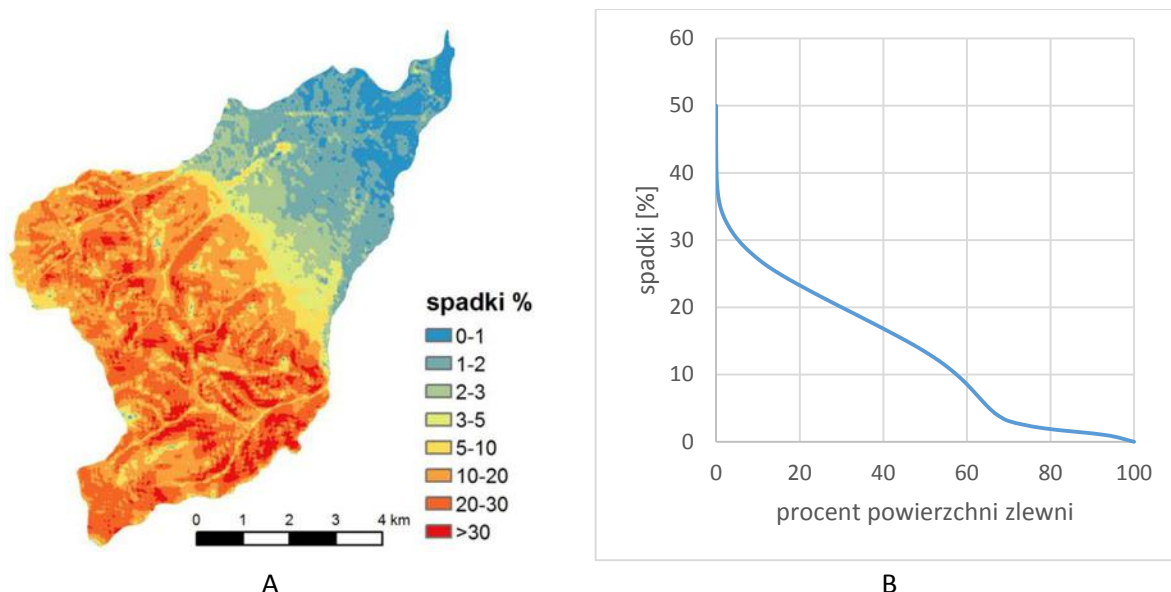 spadki %
0-1
1-2
2-3
3-5
5-10
10-20
20-30
>30
0 1 2 3 4 km
A
60
50
40
30
20
10
0
spadki [%]
0 20 40 60 80 100
procent powierzchni zlewni
B